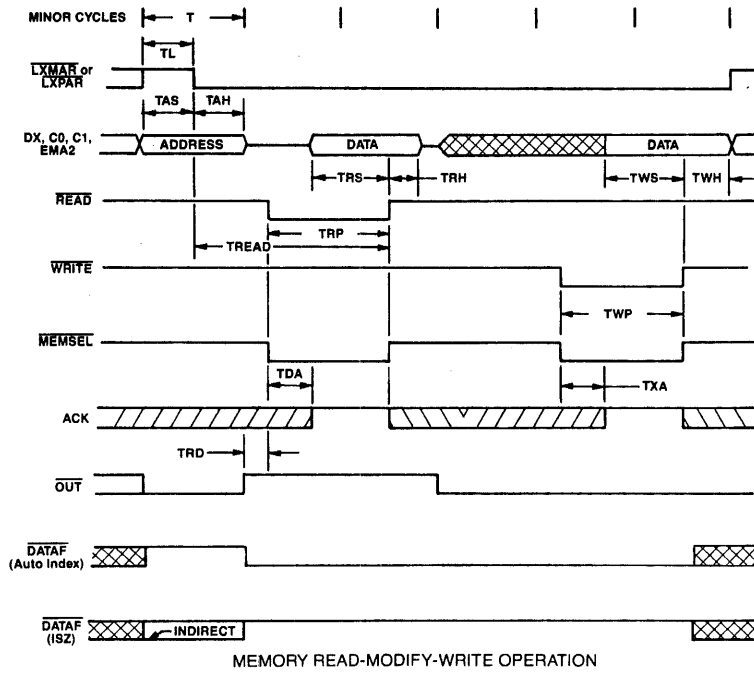 MINOR CYCLES T
TL
LXMAR or
LXPAR
TAS TAH
DX, C0, C1,
EMA2
ADDRESS DATA DATA
TRS TRH TWS TWH
READ
TRP
TREAD
WRITE
TWP
MEMSEL
TDA TXA
ACK
TRD
OUT
DATAF
(Auto Index)
DATAF
(ISZ)
INDIRECT
MEMORY READ-MODIFY-WRITE OPERATION